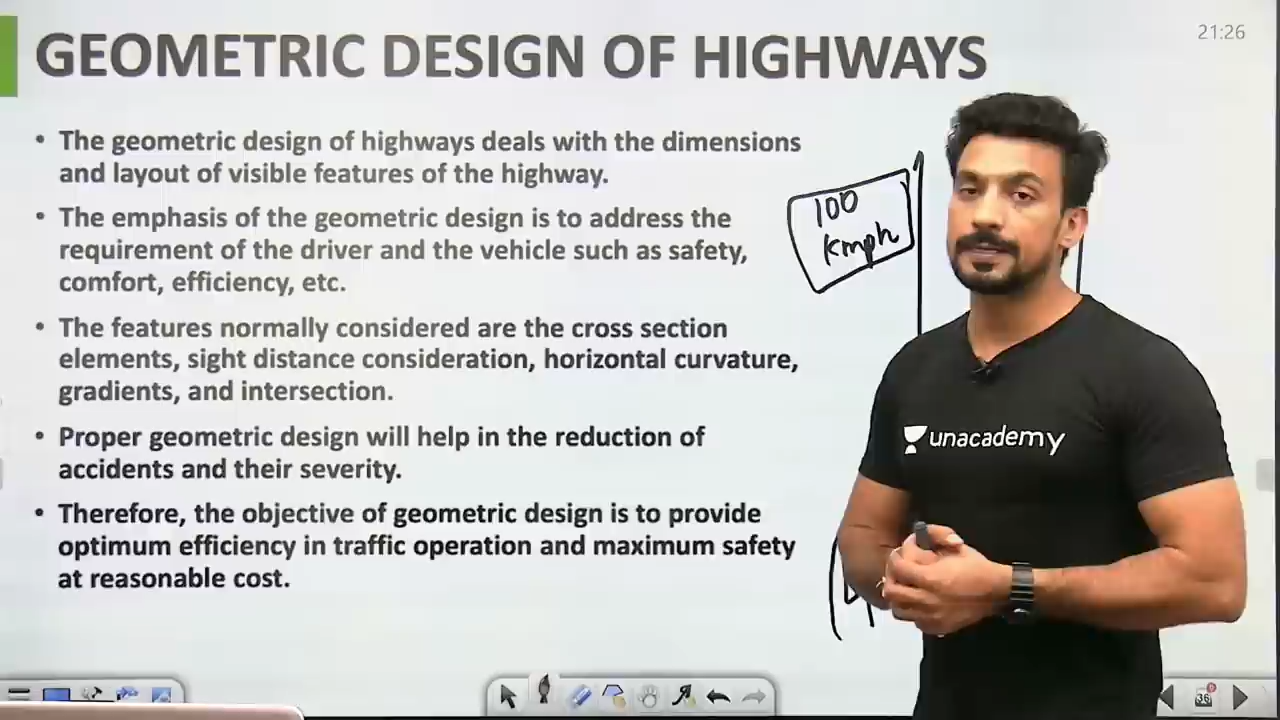 21:26
GEOMETRIC DESIGN OF HIGHWAYS
• The geometric design of highways deals with the dimensions
and layout of visible features of the highway.
• The emphasis of the geometric design is to address the
requirement of the driver and the vehicle such as safety,
comfort, efficiency, etc.
• The features normally considered are the cross section
elements, sight distance consideration, horizontal curvature,
gradients, and intersection.
• Proper geometric design will help in the reduction of
accidents and their severity.
• Therefore, the objective of geometric design is to provide
optimum efficiency in traffic operation and maximum safety
at reasonable cost.
100
Kmph
unacademy
36